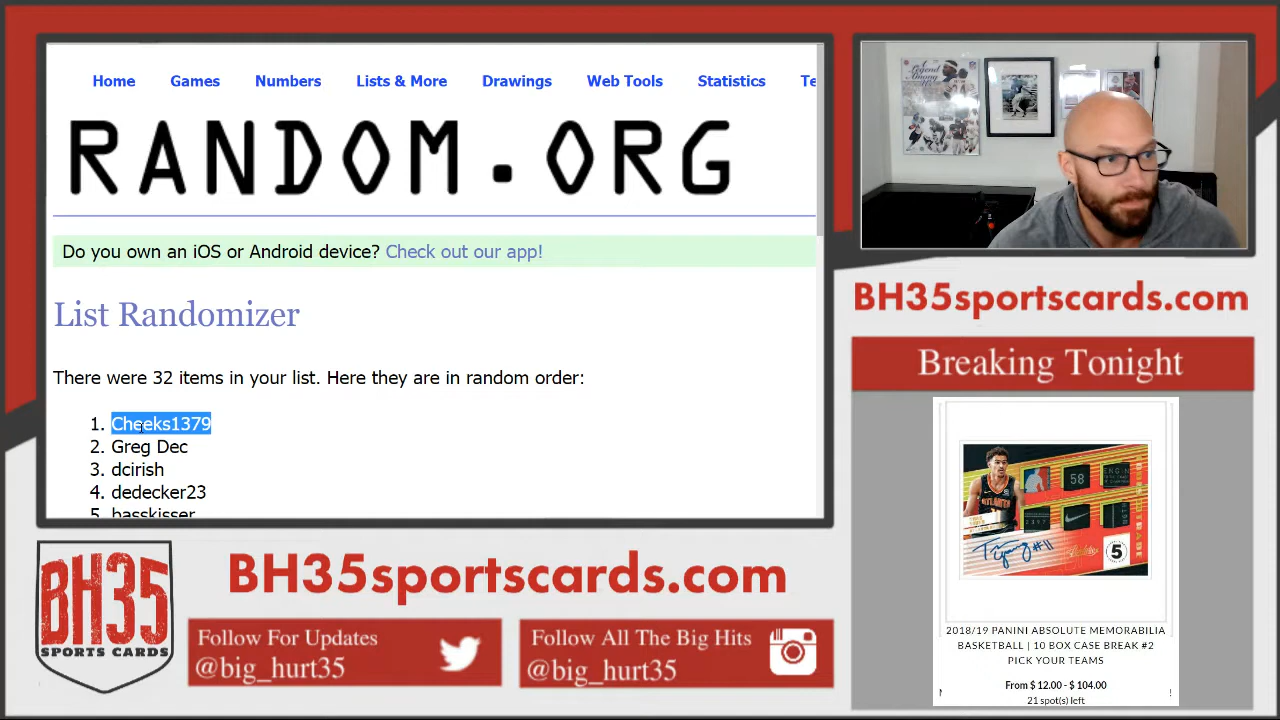 Home Games Numbers Lists & More Drawings Web Tools Statistics Te
RANDOM.ORG
Do you own an iOS or Android device? Check out our app!
List Randomizer
There were 32 items in your list. Here they are in random order:
1. Cheeks1379
2. Greg Dec
3. dcirish
4. dedecker23
5. basskisser
BH35sportscards.com
Breaking Tonight
2018/19 PANINI ABSOLUTE MEMORABILIA
BASKETBALL | 10 BOX CASE BREAK #2
PICK YOUR TEAMS
From $ 12.00 - $ 104.00
21 spot(s) left
BH35
SPORTS CARDS
BH35sportscards.com
Follow For Updates
@big_hurt35
Follow All The Big Hits
@big_hurt35